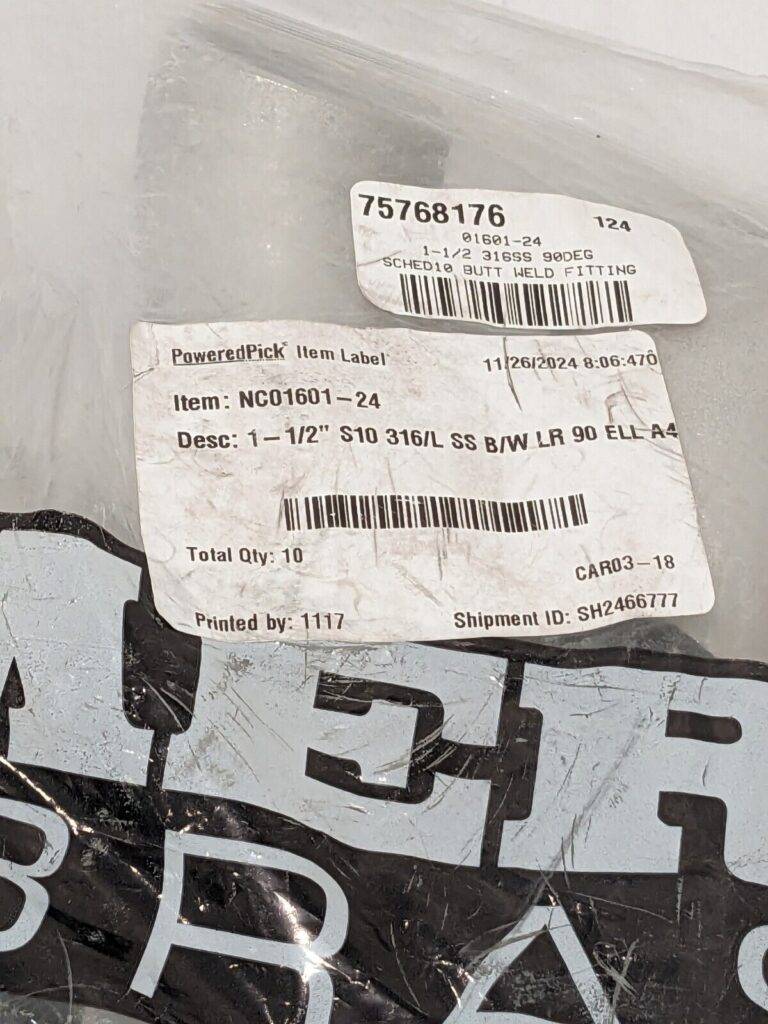 75768176 124
01601-24
1-1/2 316SS 90DEG
SCHED10 BUTT WELD FITTING
PoweredPick Item Label 11/26/2024 8:06:470
Item: NC01601-24
Desc: 1-1/2" S10 316/L SS B/W LR 90 ELL A4
Total Qty: 10 CAR03-18
Printed by: 1117 Shipment ID: SH2466777
MER
BRA